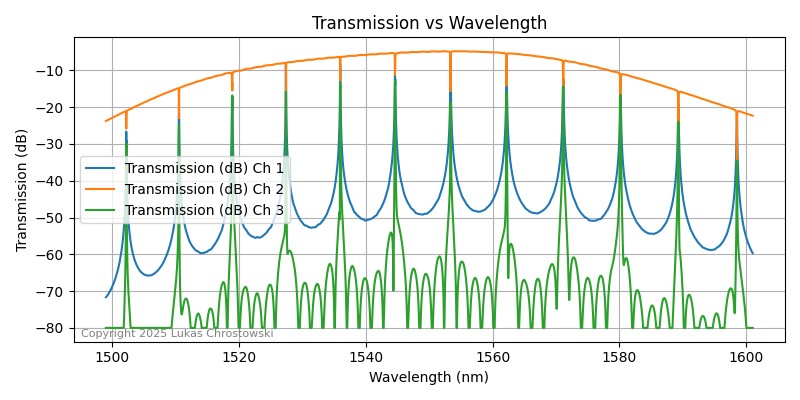 Transmission vs Wavelength
Transmission (dB)
−10
−20
−30
−40
−50
−60
−70
−80
Transmission (dB) Ch 1
Transmission (dB) Ch 2
Transmission (dB) Ch 3
Copyright 2025 Lukas Chrostowski
1500
1520
1540
1560
1580
1600
Wavelength (nm)